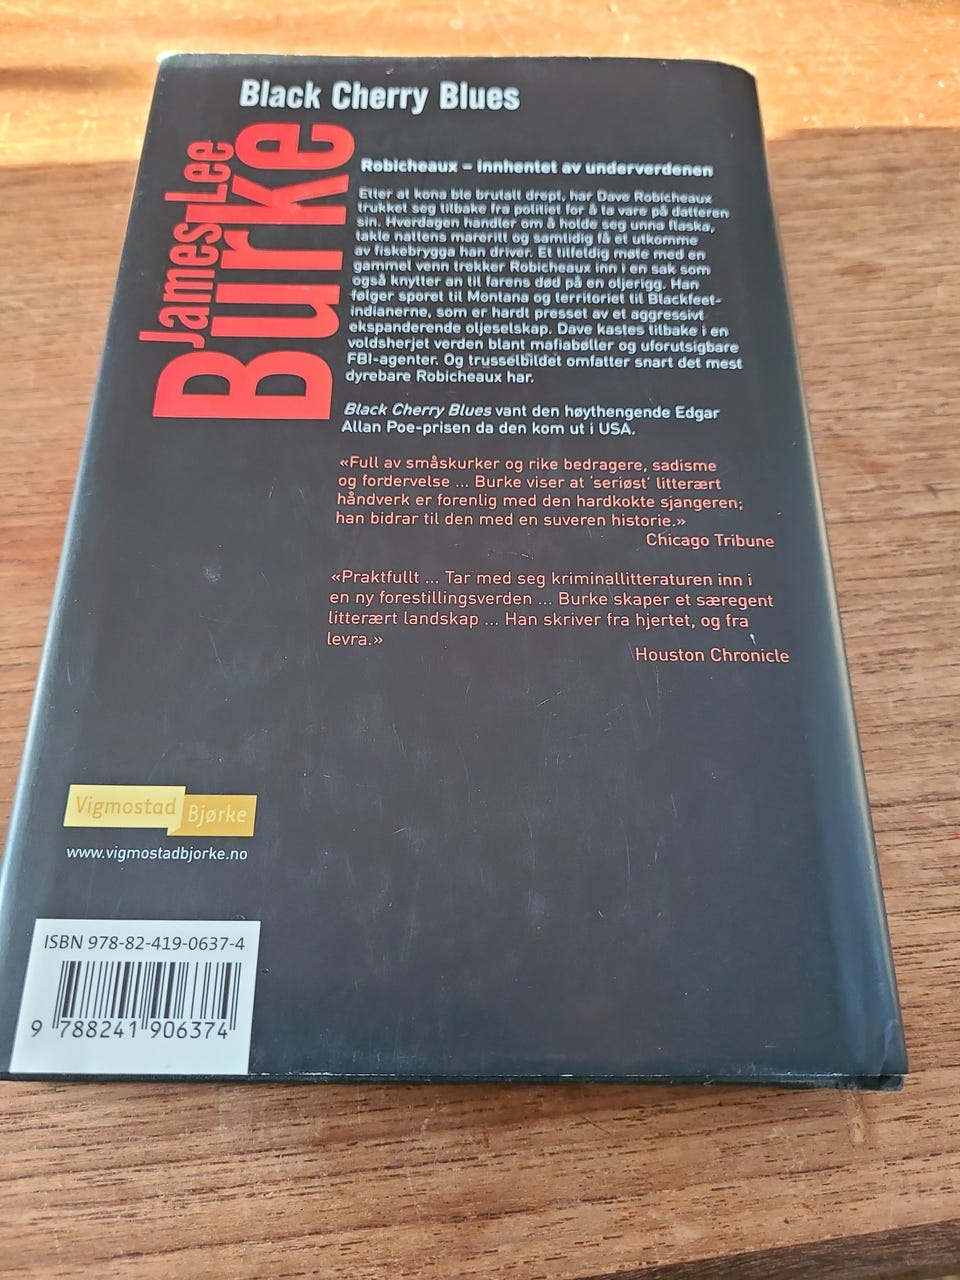 Black Cherry Blues
James Lee
Burke
Robicheaux – innhentet av underverdenen
Etter at kona ble brutalt drept, har Dave Robicheaux
trukket seg tilbake fra politiet for å ta vare på datteren
sin. Hverdagen handler om å holde seg unna flaska,
takle nattens mareritt og samtidig få et utkomme
av fiskebrygga han driver. Et tilfeldig møte med en
gammel venn trekker Robicheaux inn i en sak som
også knytter an til farens død på en oljerigg. Han
følger sporet til Montana og territoriet til Blackfeet-
indianerne, som er hardt presset av et aggressivt
ekspanderende oljeselskap. Dave kastes tilbake i en
voldsherjet verden blant mafiabøller og uforutsigbare
FBI-agenter. Og trusselbildet omfatter snart det mest
dyrebare Robicheaux har.
Black Cherry Blues vant den høythengende Edgar
Allan Poe-prisen da den kom ut i USA.
«Full av småskurker og rike bedragere, sadisme
og fordervelse ... Burke viser at ‘seriøst’ litterært
håndverk er forenlig med den hardkokte sjangeren;
han bidrar til den med en suveren historie.»
Chicago Tribune
«Praktfullt ... Tar med seg kriminallitteraturen inn i
en ny forestillingsverden ... Burke skaper et særegent
litterært landskap ... Han skriver fra hjertet, og fra
levra.»
Houston Chronicle
Vigmostad Bjørke
www.vigmostadbjorke.no
ISBN 978-82-419-0637-4
9 788241 906374